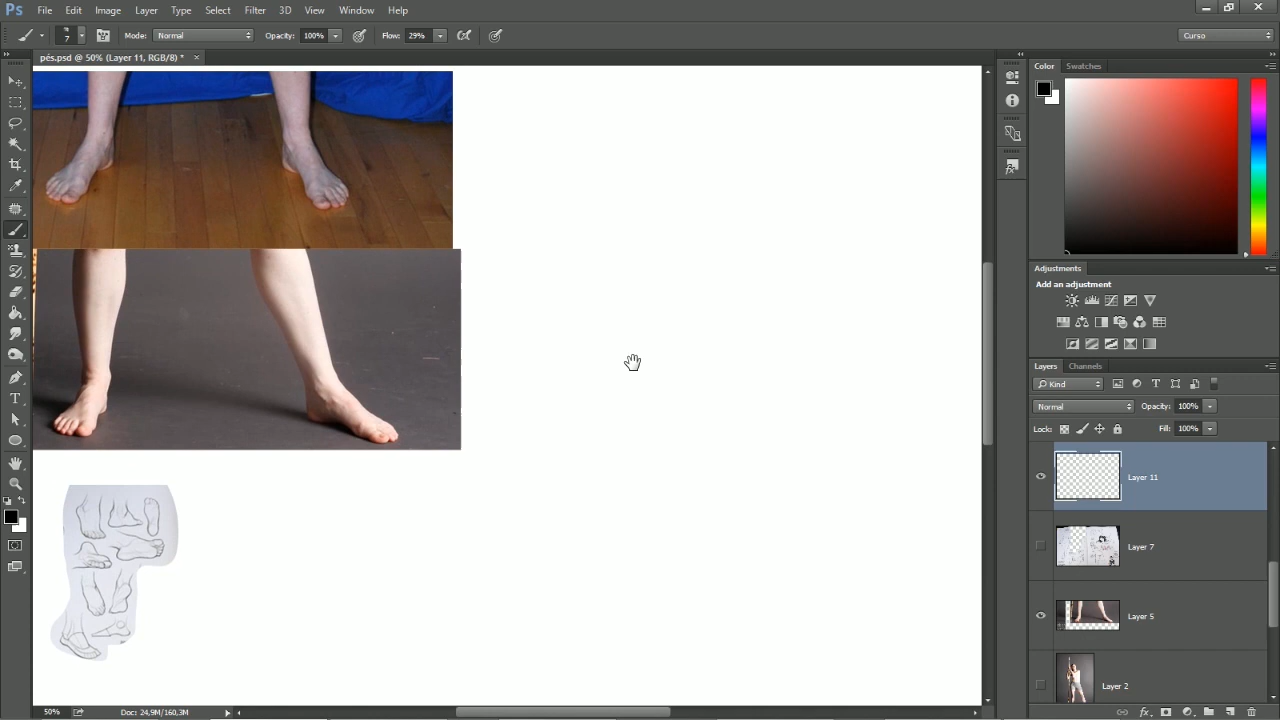 Ps File Edit Image Layer Type Select Filter 3D View Window Help
7 Mode: Normal Opacity: 100% Flow: 29% Curso
pés.psd @ 50% (Layer 11, RGB/8) * ×
Color Swatches
Adjustments
Add an adjustment
Layers Channels
Kind
Normal Opacity: 100%
Lock: Fill: 100%
Layer 11
Layer 7
Layer 5
Layer 2
50% Doc: 24,9M/160,3M
fx